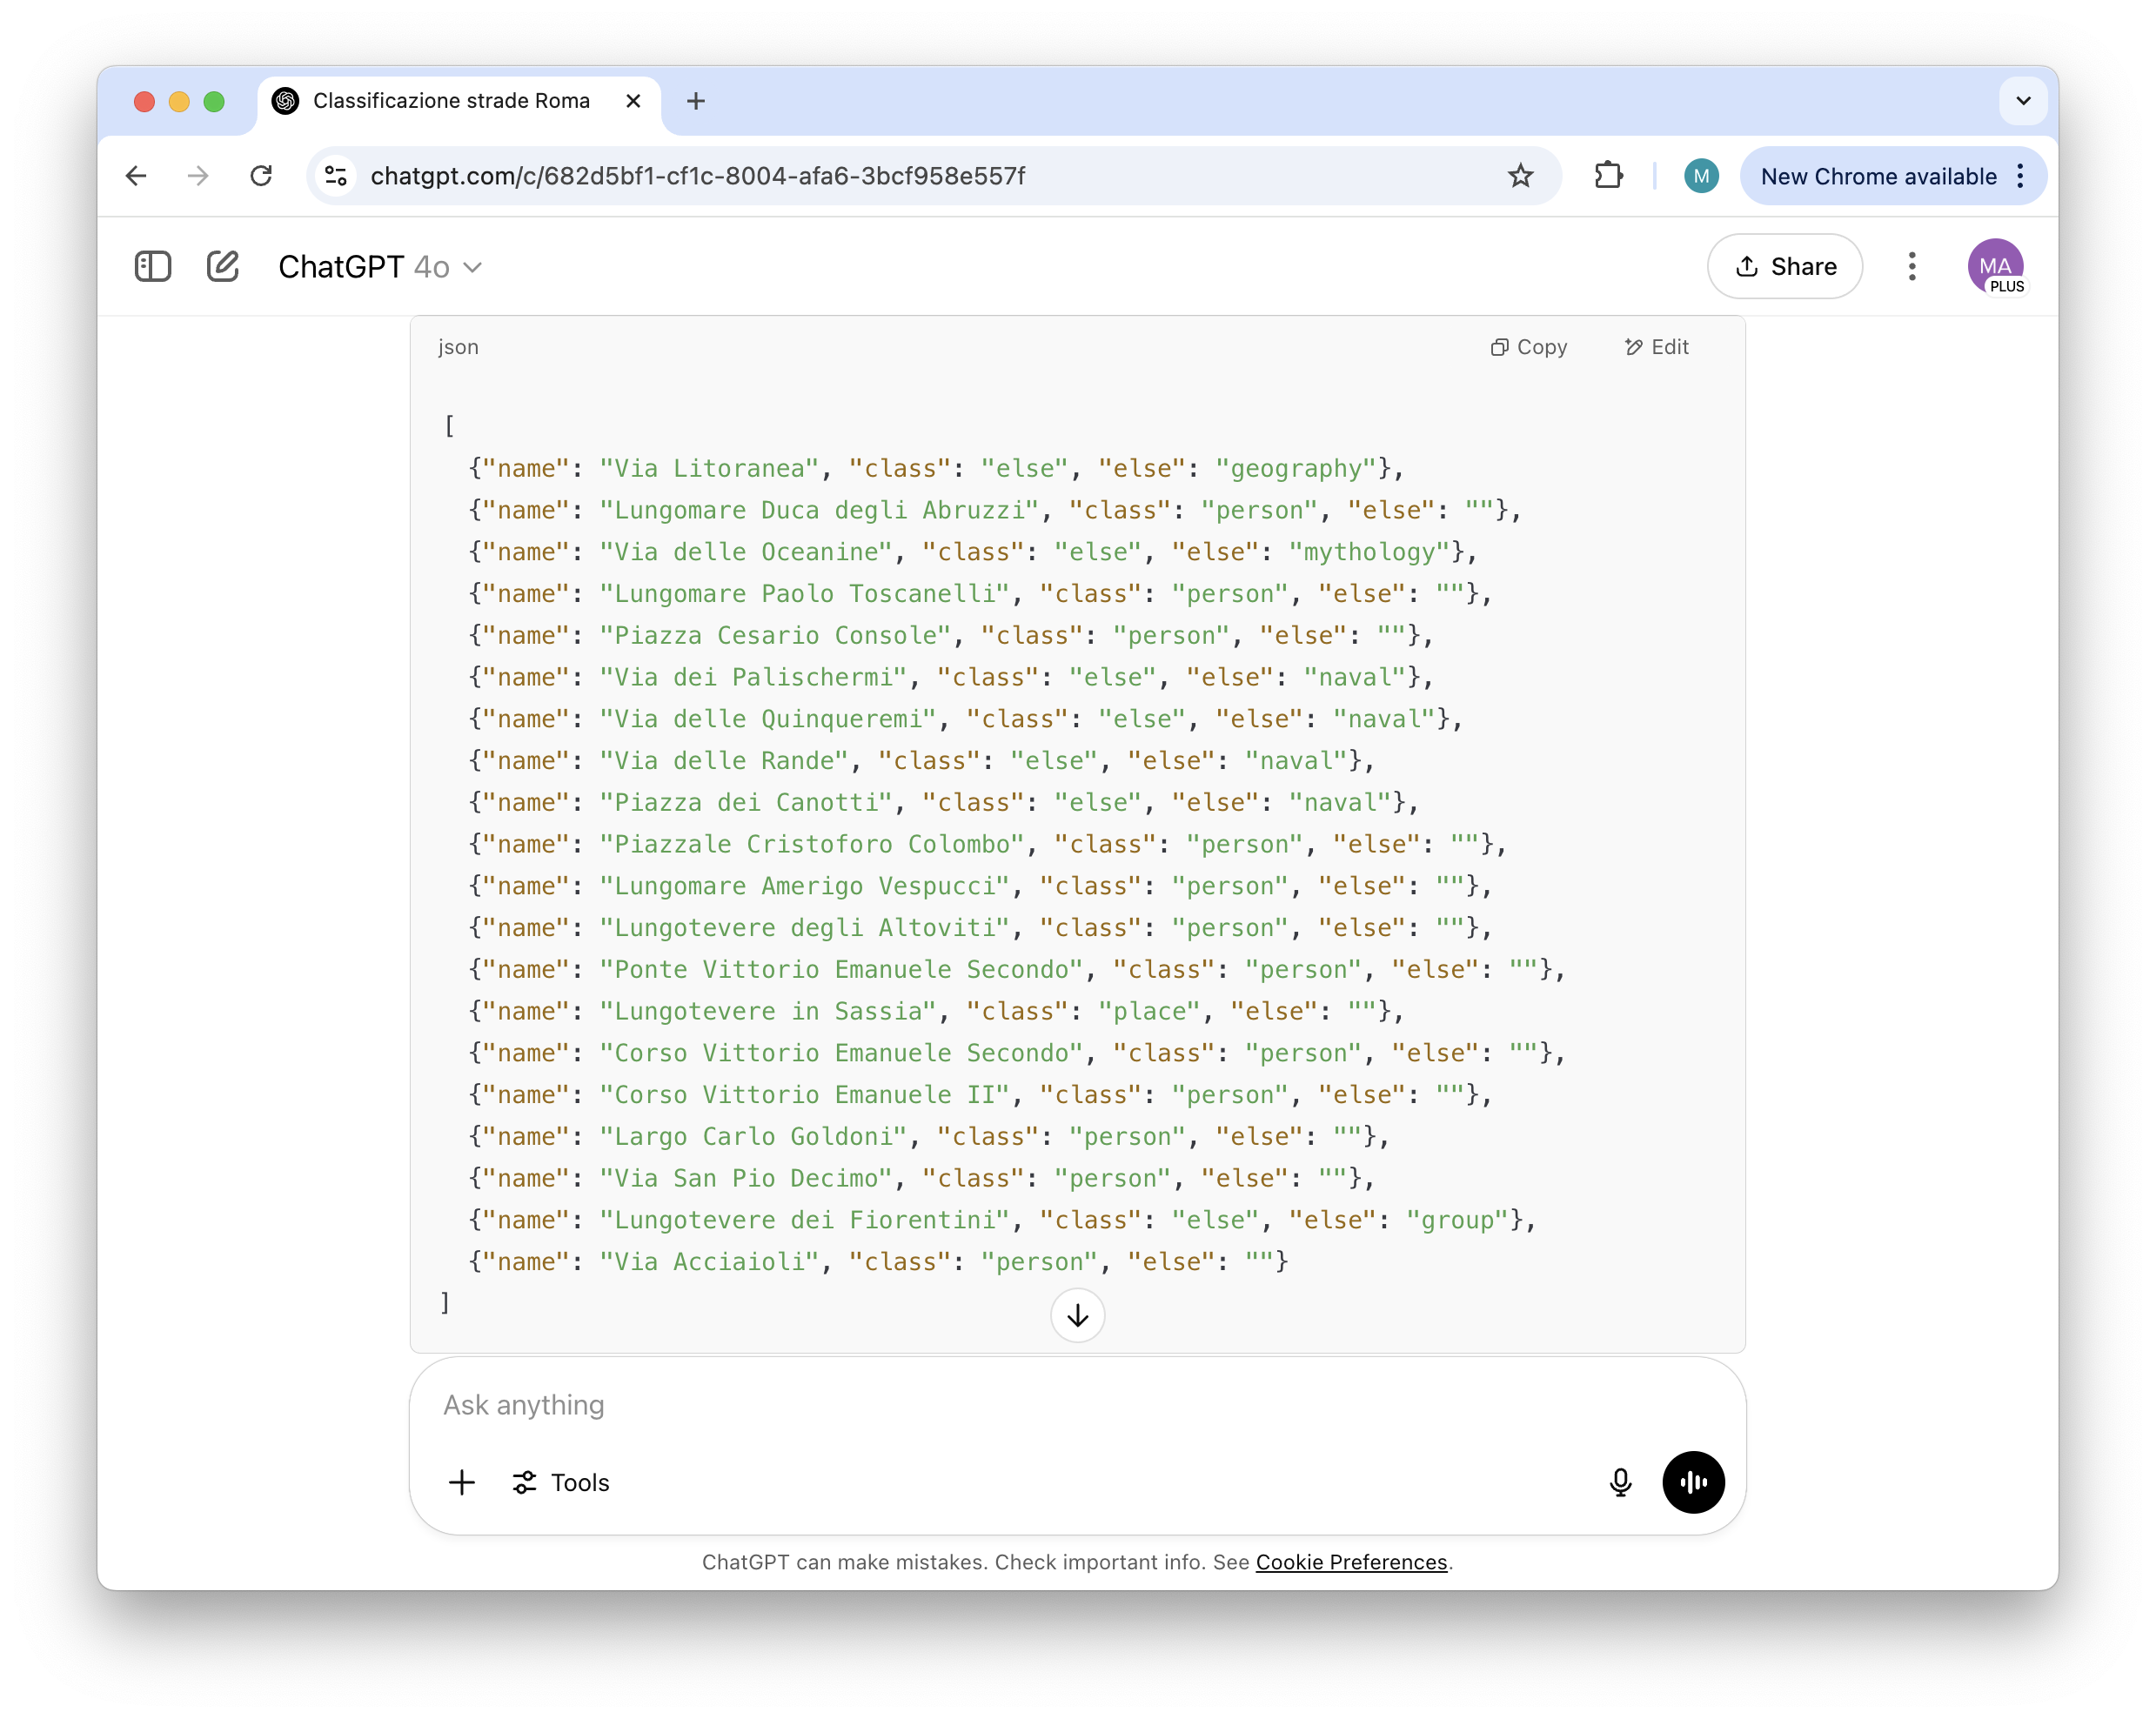 Classificazione strade Roma
chatgpt.com/c/682d5bf1-cf1c-8004-afa6-3bcf958e557f
M
New Chrome available
ChatGPT 4o
Share
MA
PLUS
json
Copy
Edit
[
{"name": "Via Litoranea", "class": "else", "else": "geography"},
{"name": "Lungomare Duca degli Abruzzi", "class": "person", "else": ""},
{"name": "Via delle Oceanine", "class": "else", "else": "mythology"},
{"name": "Lungomare Paolo Toscanelli", "class": "person", "else": ""},
{"name": "Piazza Cesario Console", "class": "person", "else": ""},
{"name": "Via dei Palischermi", "class": "else", "else": "naval"},
{"name": "Via delle Quinqueremi", "class": "else", "else": "naval"},
{"name": "Via delle Rande", "class": "else", "else": "naval"},
{"name": "Piazza dei Canotti", "class": "else", "else": "naval"},
{"name": "Piazzale Cristoforo Colombo", "class": "person", "else": ""},
{"name": "Lungomare Amerigo Vespucci", "class": "person", "else": ""},
{"name": "Lungotevere degli Altoviti", "class": "person", "else": ""},
{"name": "Ponte Vittorio Emanuele Secondo", "class": "person", "else": ""},
{"name": "Lungotevere in Sassia", "class": "place", "else": ""},
{"name": "Corso Vittorio Emanuele Secondo", "class": "person", "else": ""},
{"name": "Corso Vittorio Emanuele II", "class": "person", "else": ""},
{"name": "Largo Carlo Goldoni", "class": "person", "else": ""},
{"name": "Via San Pio Decimo", "class": "person", "else": ""},
{"name": "Lungotevere dei Fiorentini", "class": "else", "else": "group"},
{"name": "Via Acciaioli", "class": "person", "else": ""}
]
Ask anything
Tools
ChatGPT can make mistakes. Check important info. See Cookie Preferences.